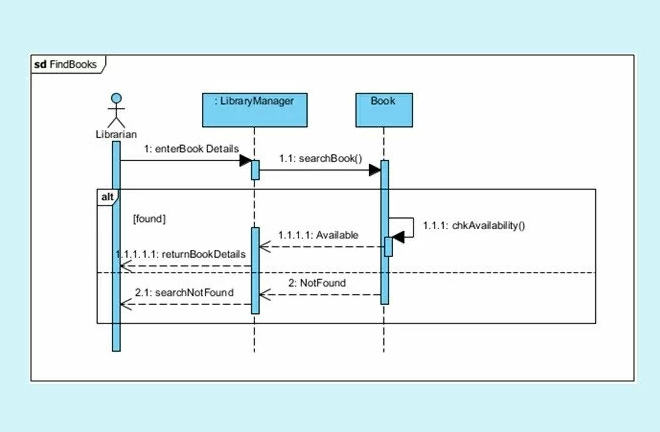 sd FindBooks
: LibraryManager
Book
Librarian
1: enterBook Details
1.1: searchBook()
alt
[found]
1.1.1: chkAvailability()
1.1.1.1: Available
1.1.1.1.1: returnBookDetails
2: NotFound
2.1: searchNotFound